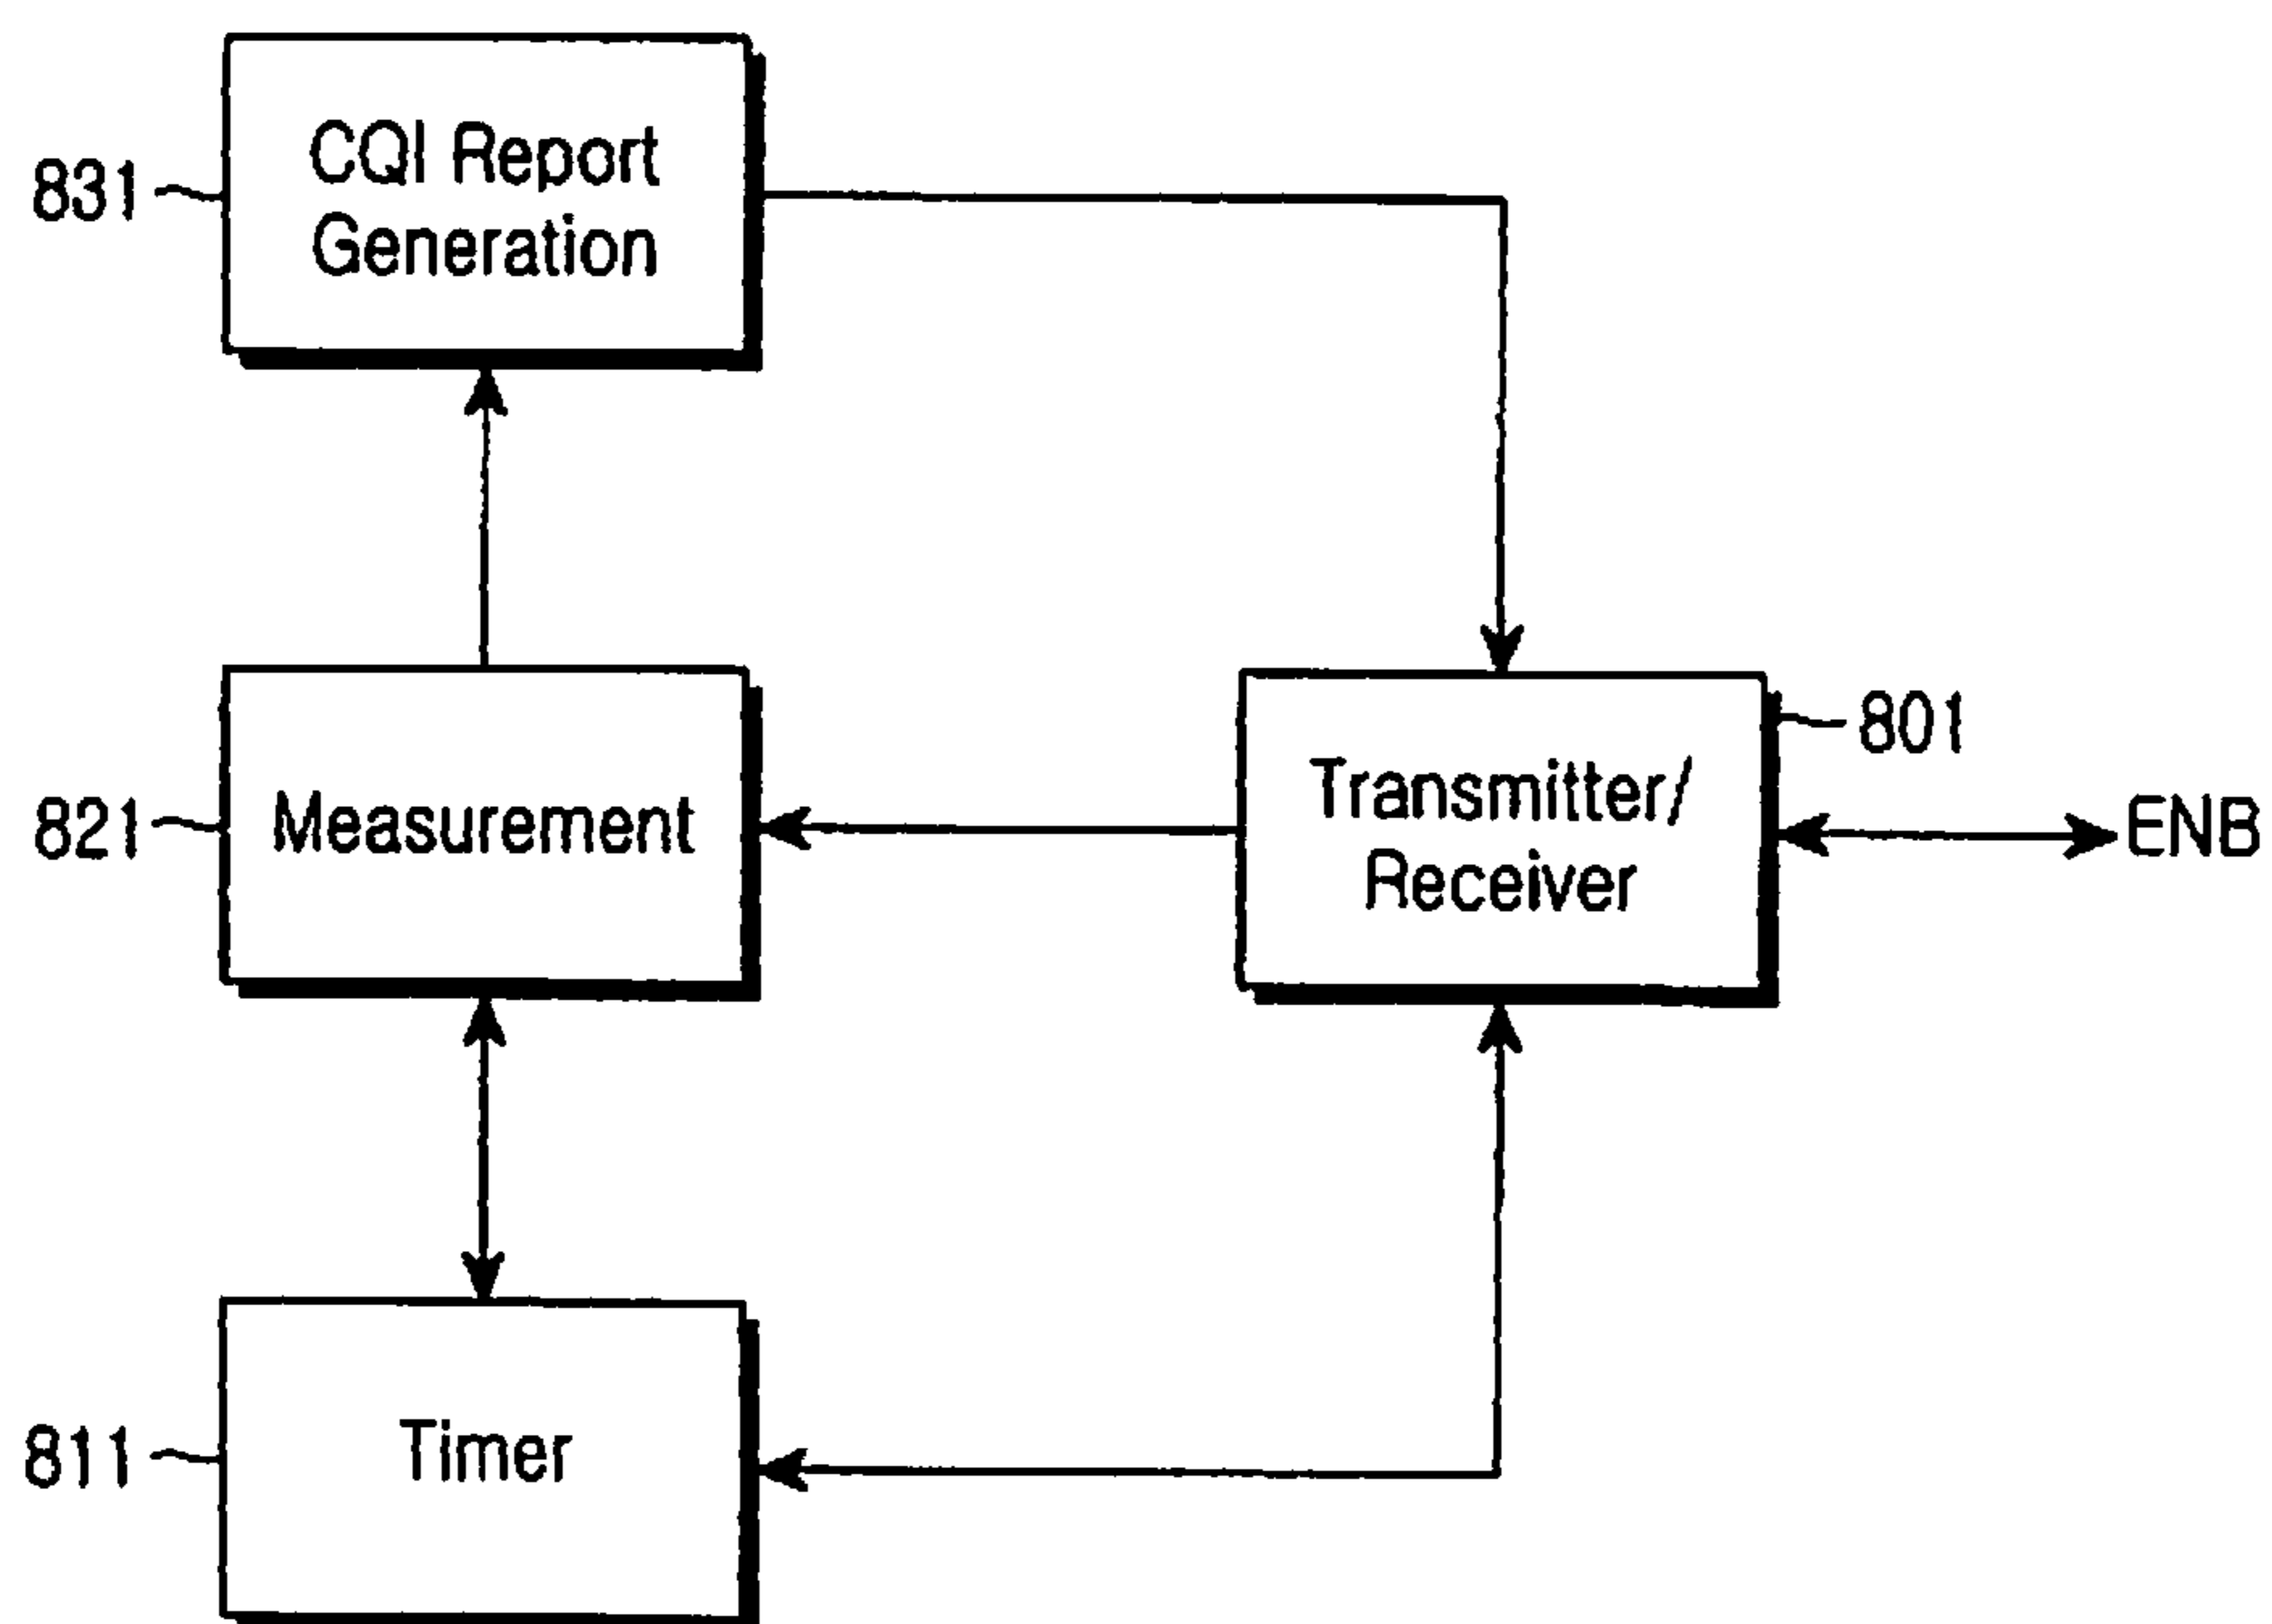 831
CQI Report
Generation
821
Measurement
Transmitter/
Receiver
801
ENB
811
Timer